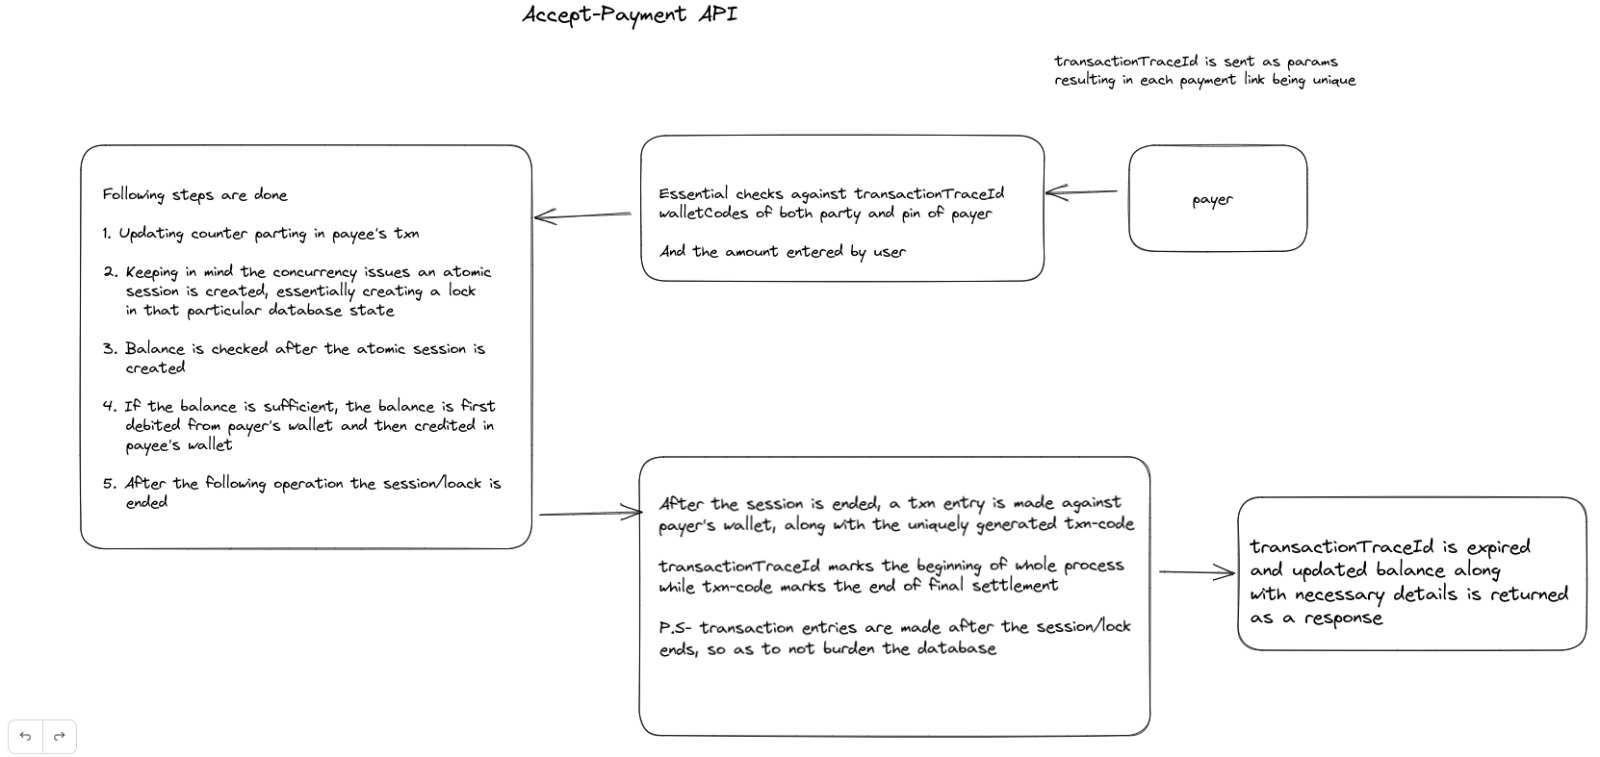 Accept-Payment API
transactionTraceId is sent as params
resulting in each payment link being unique
payer
Essential checks against transactionTraceId
walletCodes of both party and pin of payer
And the amount entered by user
Following steps are done
1. Updating counter parting in payee's txn
2. Keeping in mind the concurrency issues an atomic
session is created, essentially creating a lock
in that particular database state
3. Balance is checked after the atomic session is
created
4. If the balance is sufficient, the balance is first
debited from payer's wallet and then credited in
payee's wallet
5. After the following operation the session/loack is
ended
After the session is ended, a txn entry is made against
payer's wallet, along with the uniquely generated txn-code
transactionTraceId marks the beginning of whole process
while txn-code marks the end of final settlement
P.S- transaction entries are made after the session/lock
ends, so as to not burden the database
transactionTraceId is expired
and updated balance along
with necessary details is returned
as a response